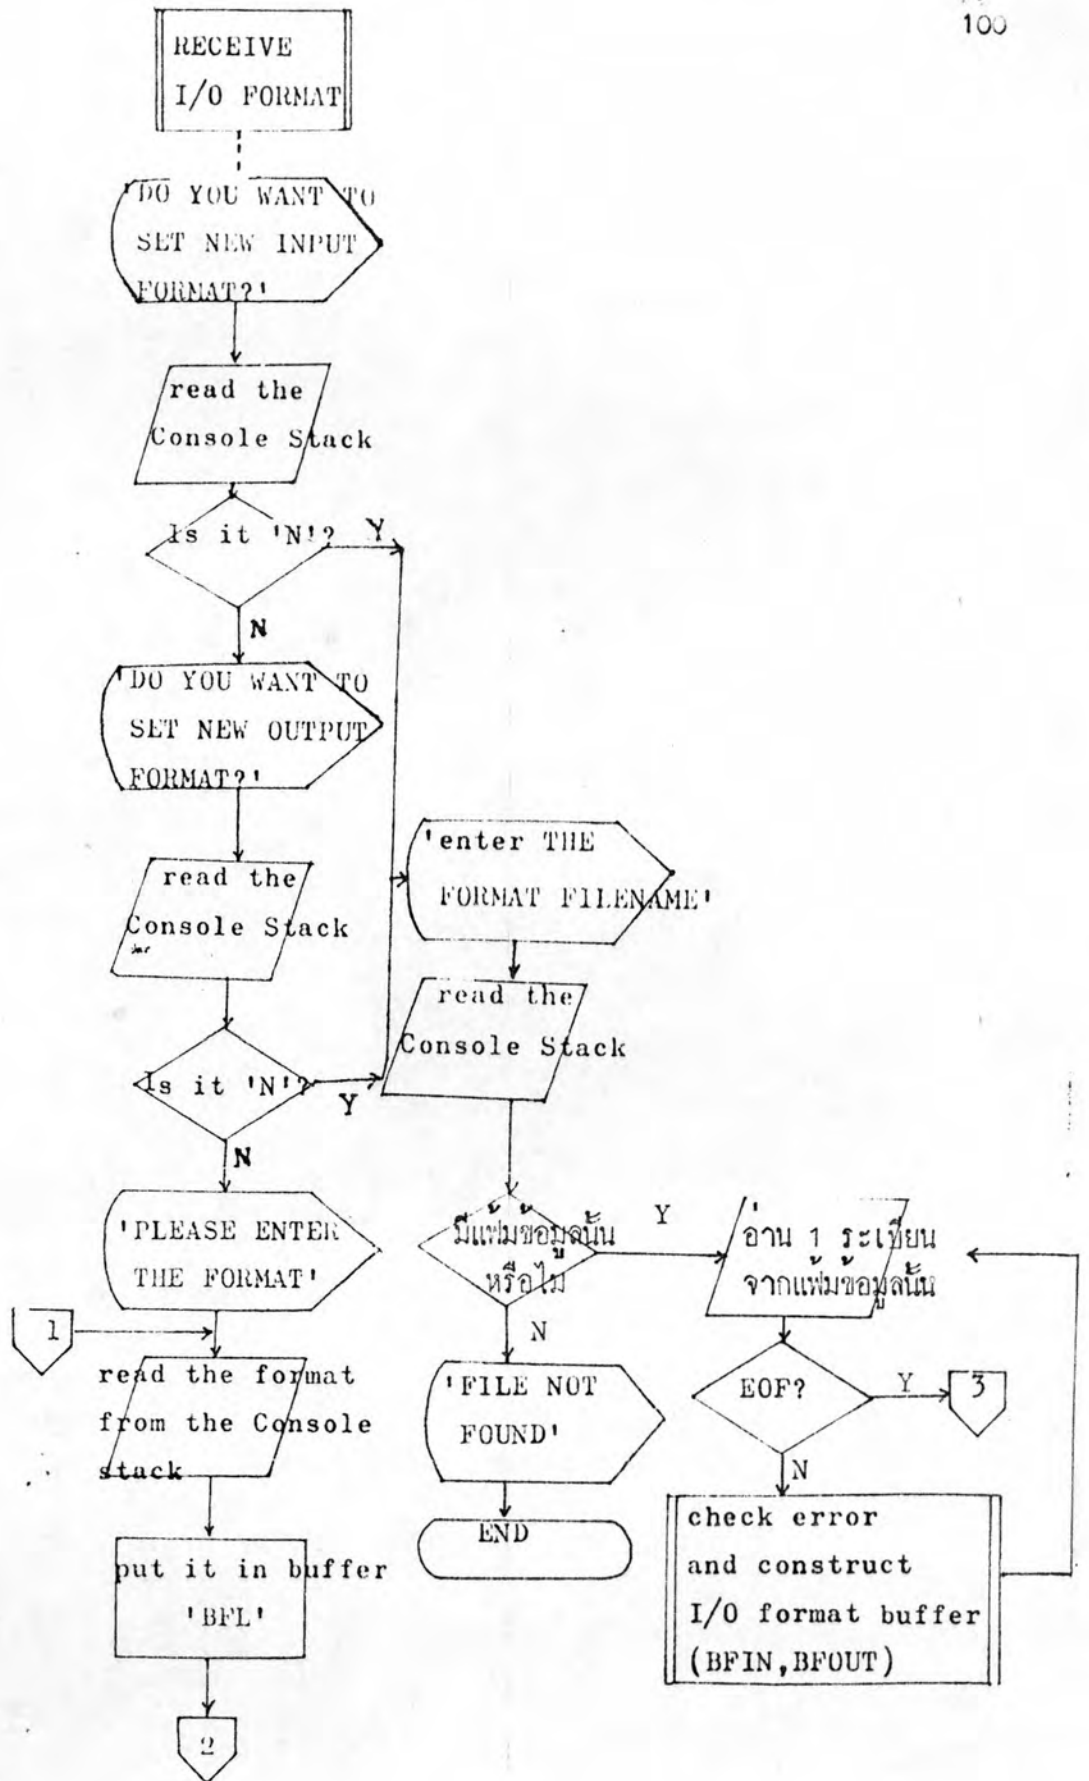 100
RECEIVE
I/O FORMAT
'DO YOU WANT TO
SET NEW INPUT
FORMAT?'
read the
Console Stack
Is it 'N'?
Y
N
'DO YOU WANT TO
SET NEW OUTPUT
FORMAT?'
read the
Console Stack
Is it 'N'?
Y
N
'PLEASE ENTER
THE FORMAT'
1
read the format
from the Console
stack
put it in buffer
'BFL'
2
'enter THE
FORMAT FILENAME'
read the
Console Stack
มีแฟ้มข้อมูลนั้น
หรือไม่
Y
N
'FILE NOT
FOUND'
END
อ่าน 1 ระเทียน
จากแฟ้มข้อมูลนั้น
EOF?
Y
3
N
check error
and construct
I/O format buffer
(BFIN,BFOUT)